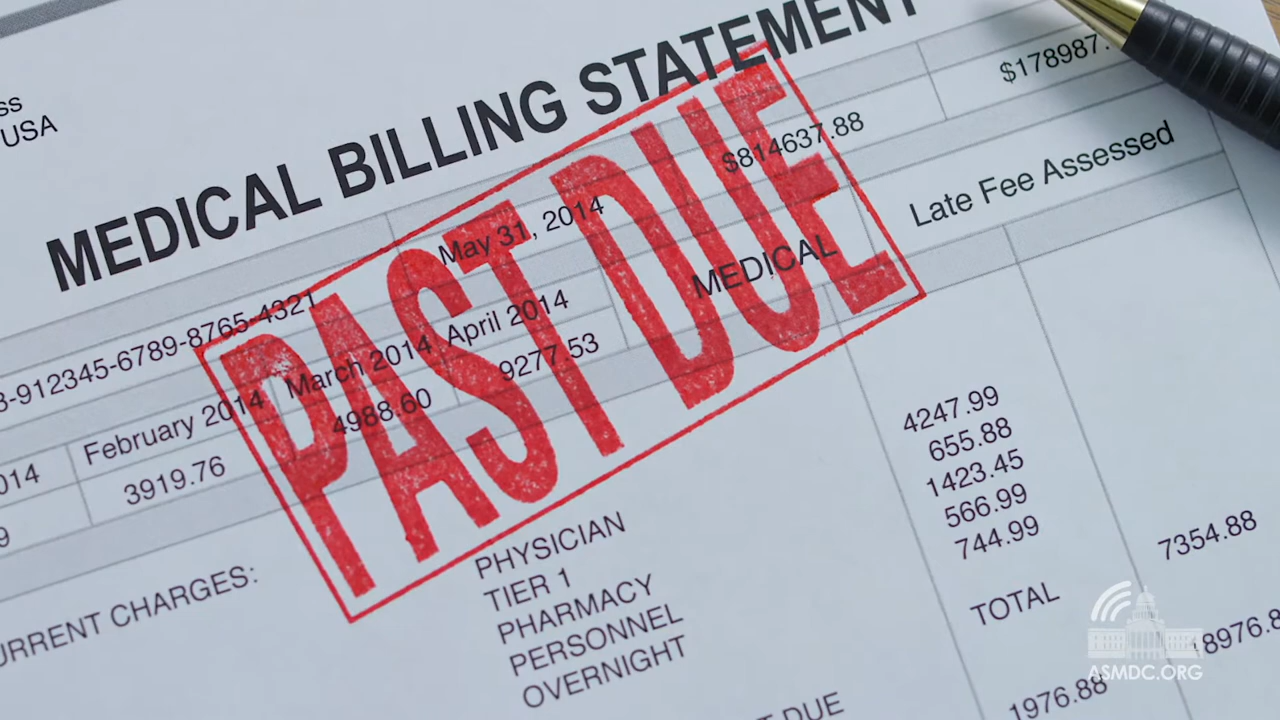 ss
USA
MEDICAL BILLING STATEMENT
$178987.
$814637.88
Late Fee Assessed
May 31, 2014
MEDICAL
3-912345-6789-8765-4321
014 February 2014 March 2014 April 2014
9 3919.76 4988.60 9277.53
PAST DUE
URRENT CHARGES:
PHYSICIAN 4247.99
TIER 1 655.88
PHARMACY 1423.45
PERSONNEL 566.99
OVERNIGHT 744.99
TOTAL 7354.88
DUE 1976.88
8976.8
ASMDC.ORG